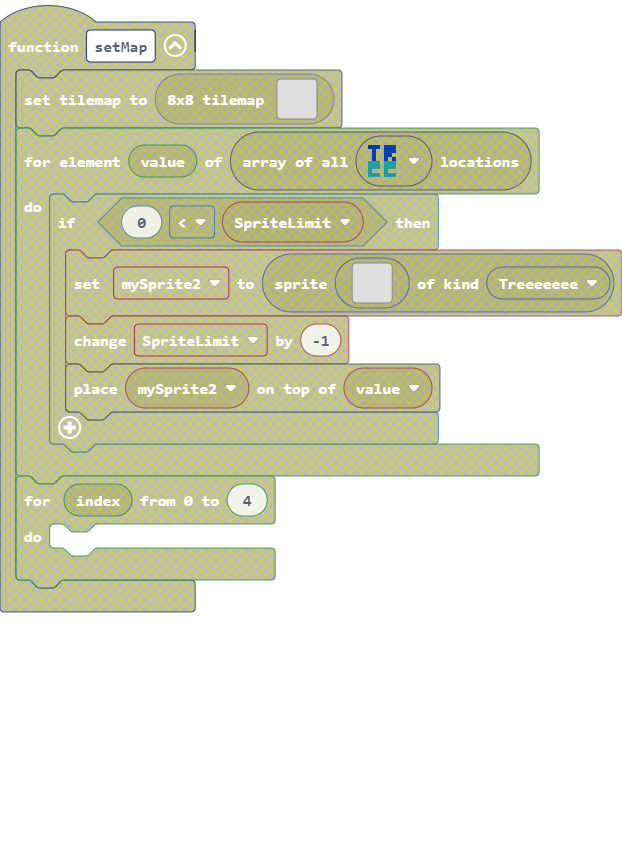 function setMap
set tilemap to 8x8 tilemap
for element value of array of all TREE locations
do
if 0 < SpriteLimit then
set mySprite2 to sprite of kind Treeeeeee
change SpriteLimit by -1
place mySprite2 on top of value
for index from 0 to 4
do